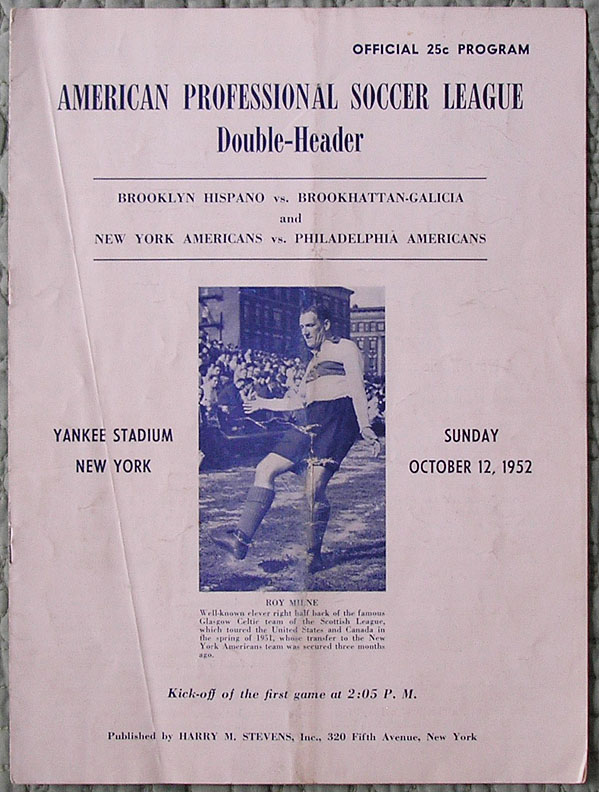 OFFICIAL 25c PROGRAM
AMERICAN PROFESSIONAL SOCCER LEAGUE
Double-Header
BROOKLYN HISPANO vs. BROOKHATTAN-GALICIA
and
NEW YORK AMERICANS vs. PHILADELPHIA AMERICANS
YANKEE STADIUM
NEW YORK
SUNDAY
OCTOBER 12, 1952
ROY MILNE
Well-known clever right half back of the famous
Glasgow Celtic team of the Scottish League,
which toured the United States and Canada in
the spring of 1951, whose transfer to the New
York Americans team was secured three months
ago.
Kick-off of the first game at 2:05 P. M.
Published by HARRY M. STEVENS, Inc., 320 Fifth Avenue, New York